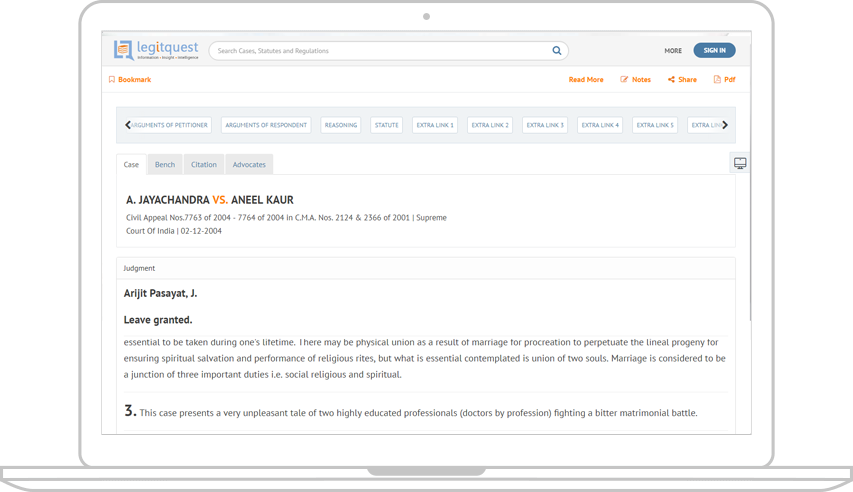 legitquest
Information • Insight • Intelligence
Search Cases, Statutes and Regulations
MORE
SIGN IN
Bookmark
Read More
Notes
Share
Pdf
ARGUMENTS OF PETITIONER
ARGUMENTS OF RESPONDENT
REASONING
STATUTE
EXTRA LINK 1
EXTRA LINK 2
EXTRA LINK 3
EXTRA LINK 4
EXTRA LINK 5
EXTRA
Case
Bench
Citation
Advocates
A. JAYACHANDRA VS. ANEEL KAUR
Civil Appeal Nos.7763 of 2004 - 7764 of 2004 in C.M.A. Nos. 2124 & 2366 of 2001 | Supreme
Court Of India | 02-12-2004
Judgment
Arijit Pasayat, J.
Leave granted.
essential to be taken during one's lifetime. There may be physical union as a result of marriage for procreation to perpetuate the lineal progeny for
ensuring spiritual salvation and performance of religious rites, but what is essential contemplated is union of two souls. Marriage is considered to be
a junction of three important duties i.e. social religious and spiritual.
3. This case presents a very unpleasant tale of two highly educated professionals (doctors by profession) fighting a bitter matrimonial battle.